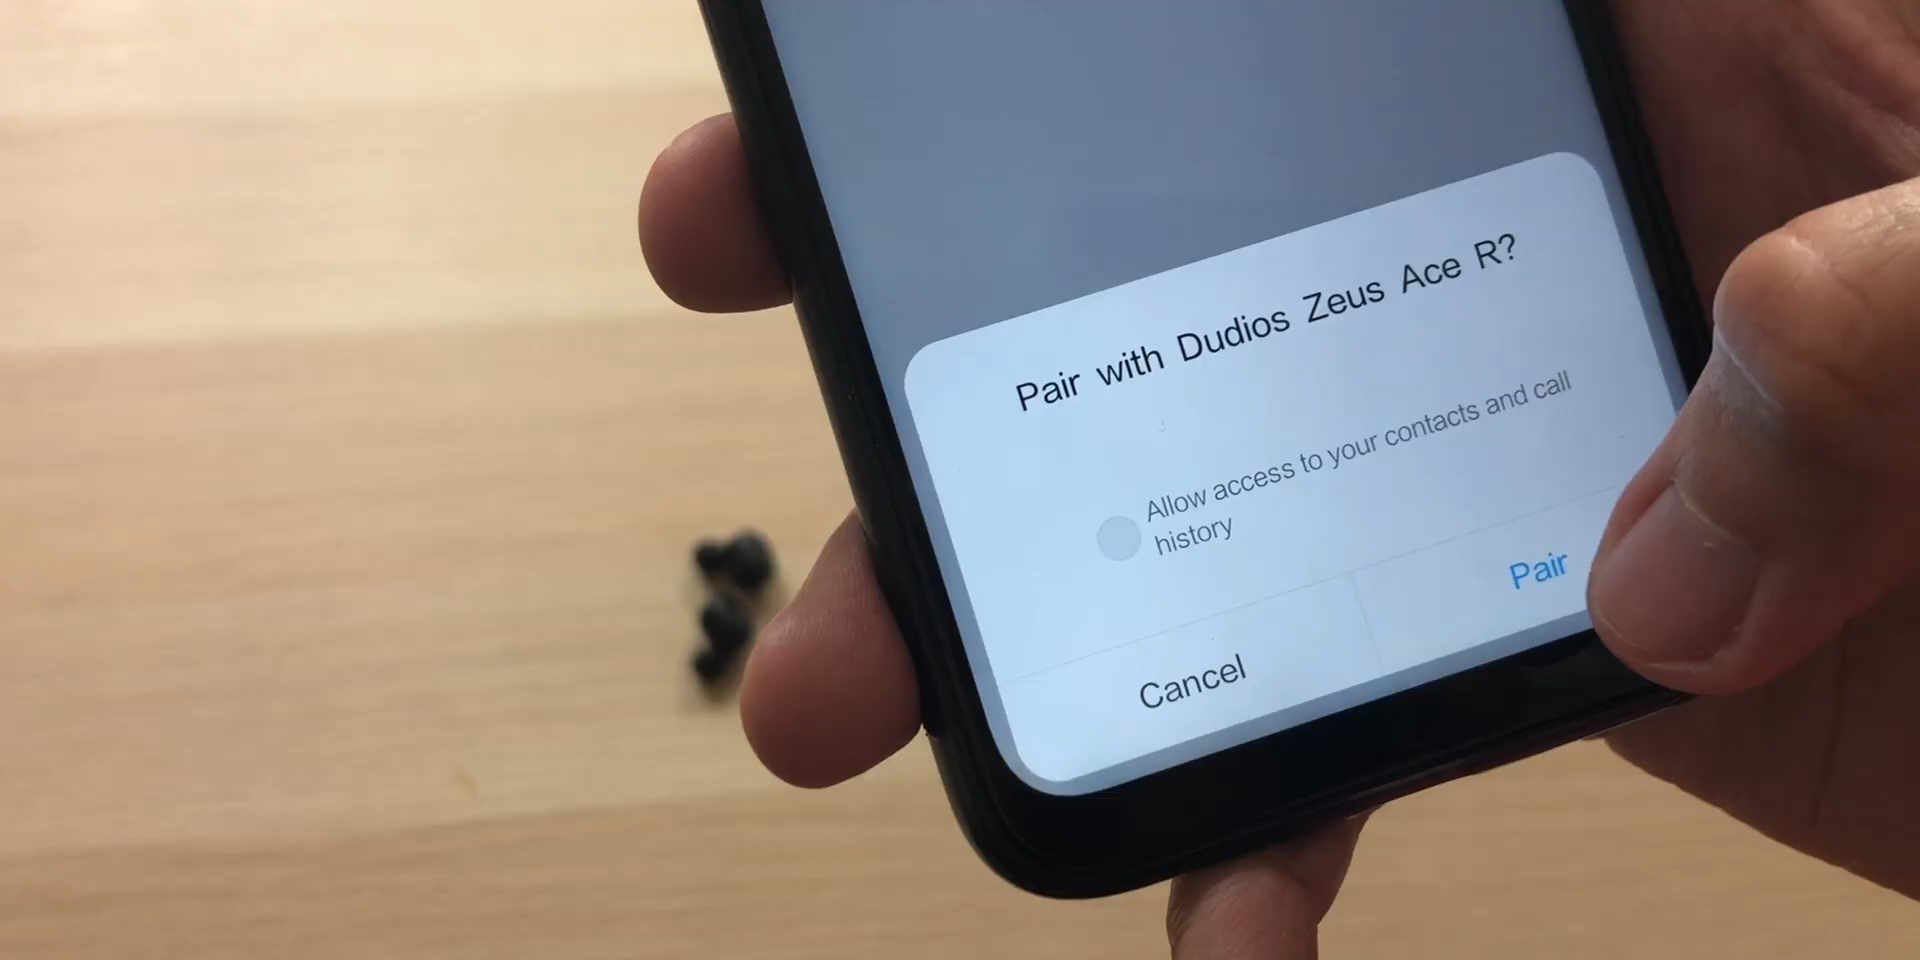 Pair with Dudios Zeus Ace R?
Allow access to your contacts and call
history
Cancel
Pair